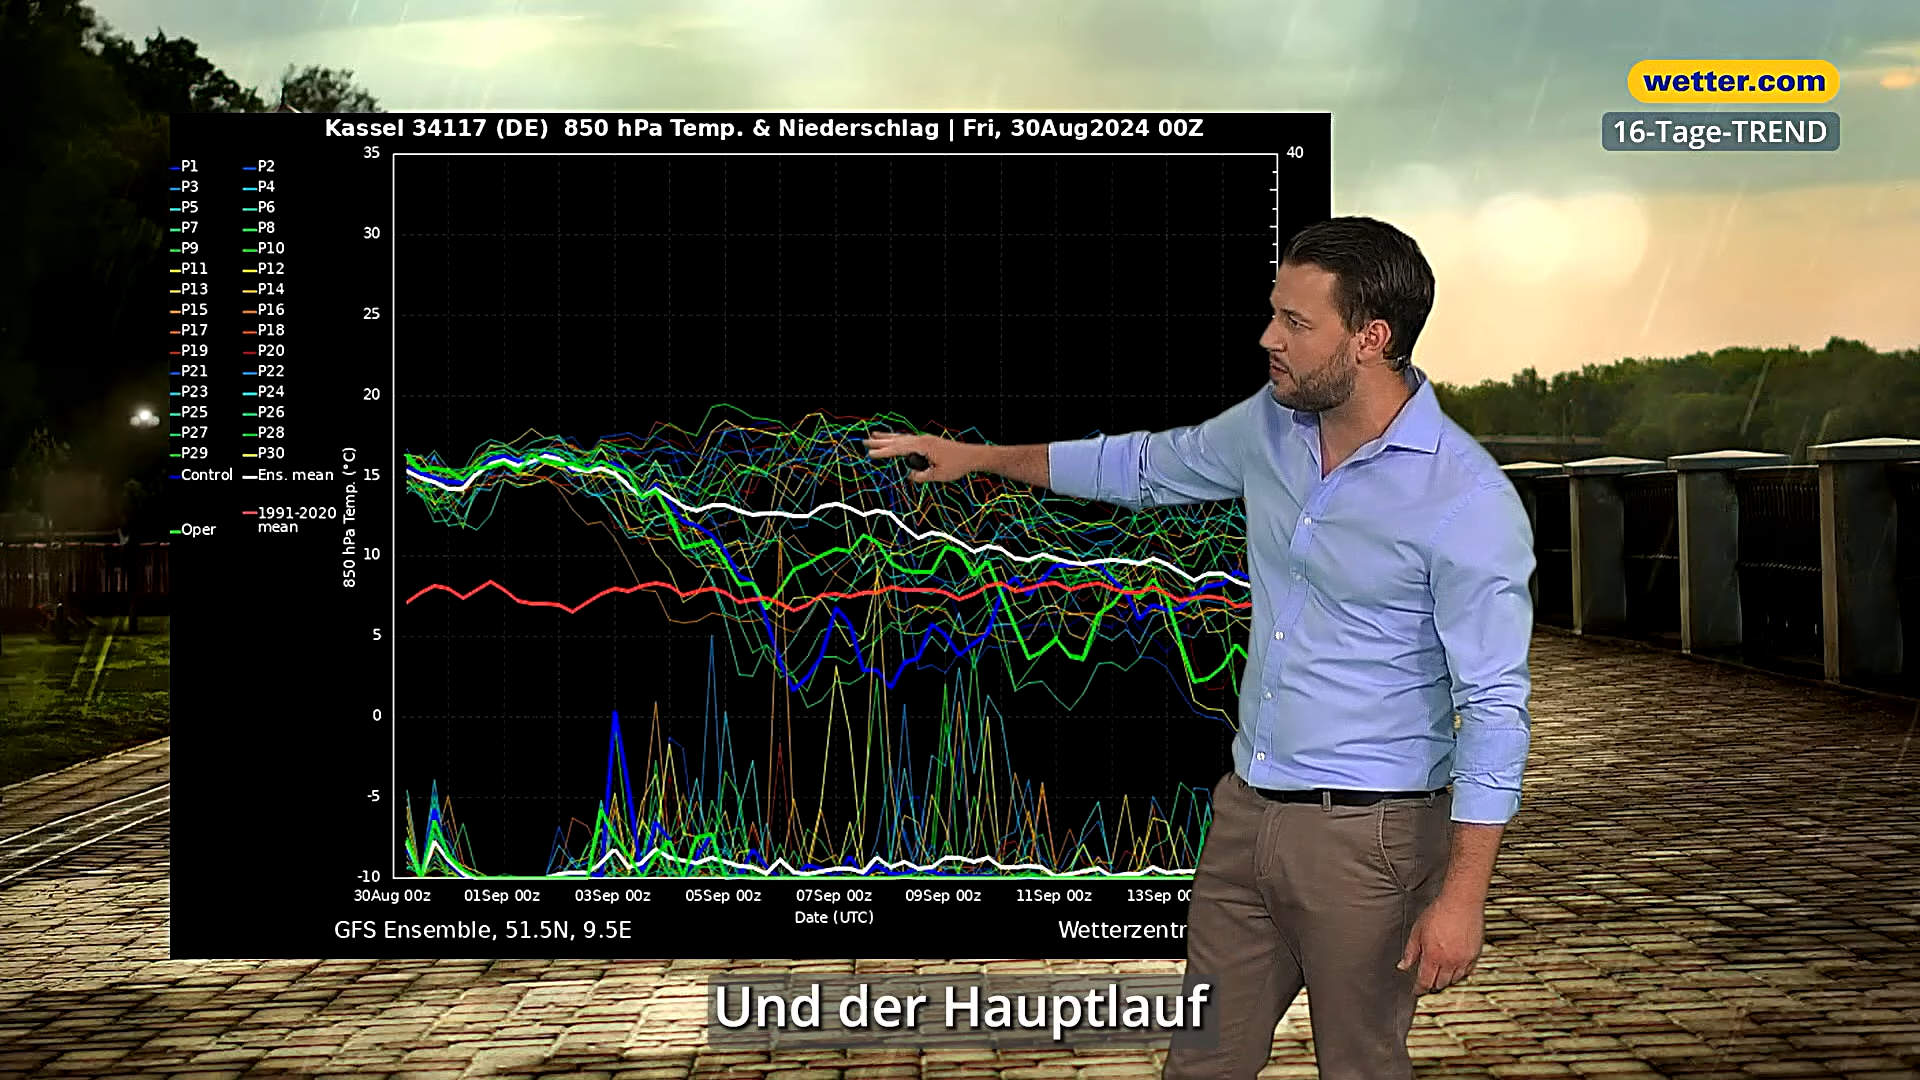 wetter.com
16-Tage-TREND
Kassel 34117 (DE) 850 hPa Temp. & Niederschlag | Fri, 30Aug2024 00Z
P1 P2
P3 P4
P5 P6
P7 P8
P9 P10
P11 P12
P13 P14
P15 P16
P17 P18
P19 P20
P21 P22
P23 P24
P25 P26
P27 P28
P29 P30
Control Ens. mean
1991-2020
mean
Oper
850 hPa Temp. (°C)
35
30
25
20
15
10
5
0
-5
-10
40
30Aug 00z 01Sep 00z 03Sep 00z 05Sep 00z 07Sep 00z 09Sep 00z 11Sep 00z 13Sep
Date (UTC)
GFS Ensemble, 51.5N, 9.5E
Und der Hauptlauf